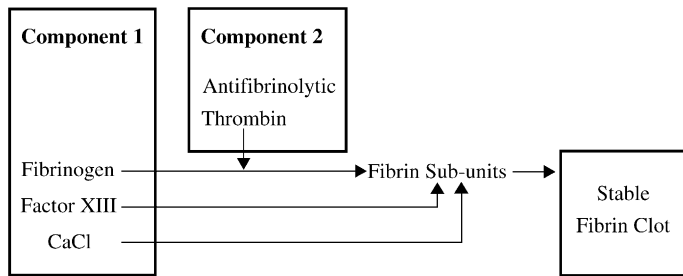 Component 1
Component 2
Antifibrinolytic
Thrombin
Fibrinogen
Fibrin Sub-units
Stable
Fibrin Clot
Factor XIII
CaCl